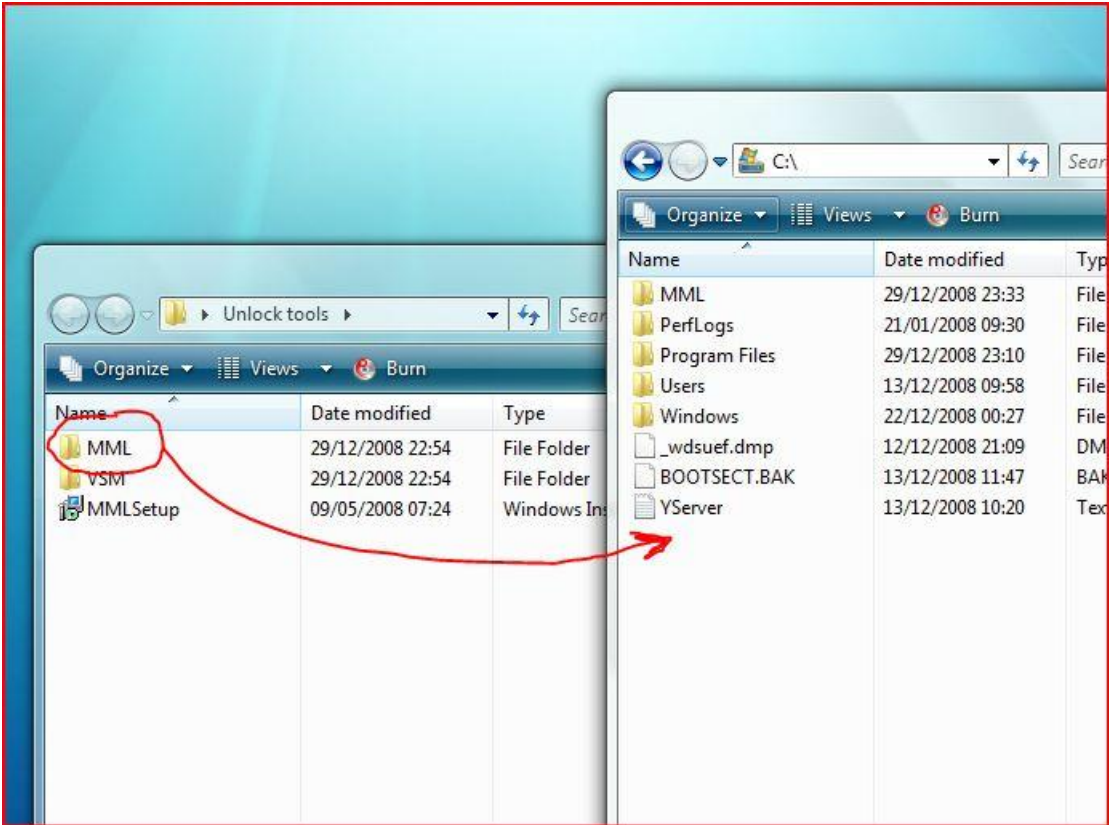 C:\
Sear
Organize Views Burn
Name Date modified Typ
MML 29/12/2008 23:33 File
PerfLogs 21/01/2008 09:30 File
Program Files 29/12/2008 23:10 File
Users 13/12/2008 09:58 File
Windows 22/12/2008 00:27 File
_wdsuef.dmp 12/12/2008 21:09 DM
BOOTSECT.BAK 13/12/2008 11:47 BAK
YServer 13/12/2008 10:20 Tex
Unlock tools
Sear
Organize Views Burn
Name Date modified Type
MML 29/12/2008 22:54 File Folder
VSM 29/12/2008 22:54 File Folder
MMLSetup 09/05/2008 07:24 Windows Ins